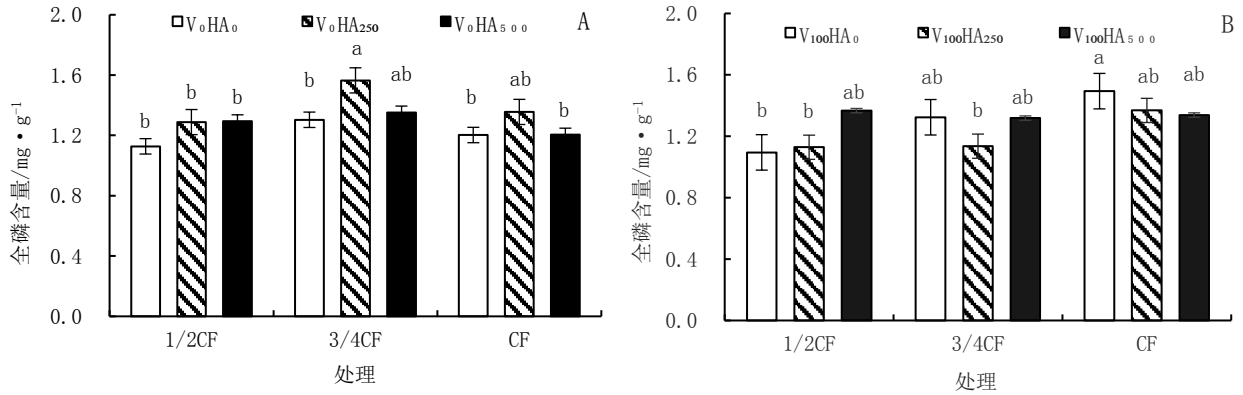 2.0
V₀HA₀
V₀HA₂₅₀
V₀HA₅₀₀
A
a
1.6
b
b
b
b
ab
b
ab
b
1.2
全磷含量/mg·g⁻¹
0.8
0.4
0.0
1/2CF
3/4CF
CF
处理
2.0
V₁₀₀HA₀
V₁₀₀HA₂₅₀
V₁₀₀HA₅₀₀
B
1.6
b
b
ab
ab
b
ab
a
ab
ab
1.2
全磷含量/mg·g⁻¹
0.8
0.4
0.0
1/2CF
3/4CF
CF
处理